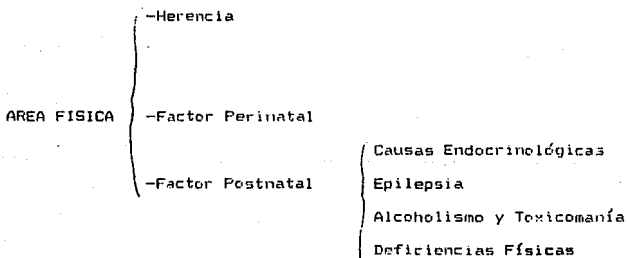 -Herencia
AREA FISICA
-Factor Perinatal
-Factor Postnatal
Causas Endocrinológicas
Epilepsia
Alcoholismo y Toxicomanía
Deficiencias Físicas